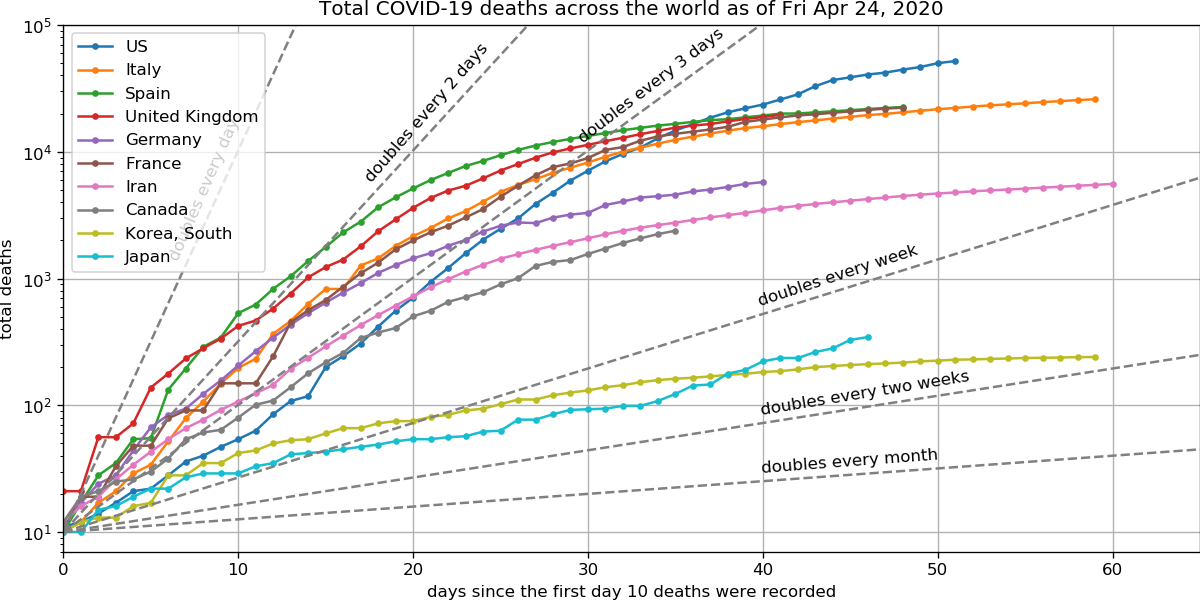 Total COVID-19 deaths across the world as of Fri Apr 24, 2020
total deaths
10⁵
10⁴
10³
10²
10¹
US
Italy
Spain
United Kingdom
Germany
France
Iran
Canada
Korea, South
Japan
doubles every day
doubles every 2 days
doubles every 3 days
doubles every week
doubles every two weeks
doubles every month
0 10 20 30 40 50 60
days since the first day 10 deaths were recorded